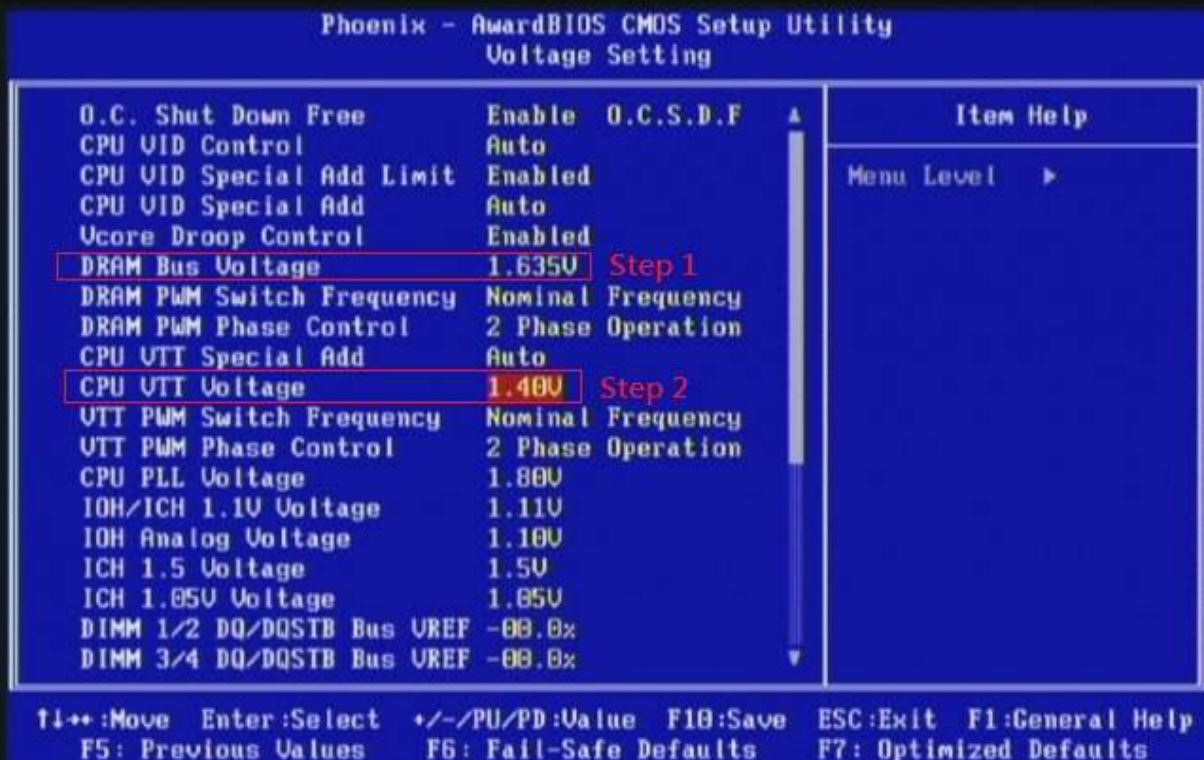 Phoenix - AwardBIOS CMOS Setup Utility
Voltage Setting
O.C. Shut Down Free Enable O.C.S.D.F
CPU VID Control Auto
CPU VID Special Add Limit Enabled
CPU VID Special Add Auto
Vcore Droop Control Enabled
DRAM Bus Voltage 1.635V Step 1
DRAM PWM Switch Frequency Nominal Frequency
DRAM PWM Phase Control 2 Phase Operation
CPU VTT Special Add Auto
CPU VTT Voltage 1.40V Step 2
VTT PWM Switch Frequency Nominal Frequency
VTT PWM Phase Control 2 Phase Operation
CPU PLL Voltage 1.80V
IOH/ICH 1.1V Voltage 1.11V
IOH Analog Voltage 1.10V
ICH 1.5 Voltage 1.5V
ICH 1.05V Voltage 1.05V
DIMM 1/2 DQ/DQSTB Bus VREF -00.0%
DIMM 3/4 DQ/DQSTB Bus VREF -00.0%
Item Help
Menu Level ▶
↑↓→←:Move Enter:Select +/-/PU/PD:Value F10:Save ESC:Exit F1:General Help
F5: Previous Values F6: Fail-Safe Defaults F7: Optimized Defaults